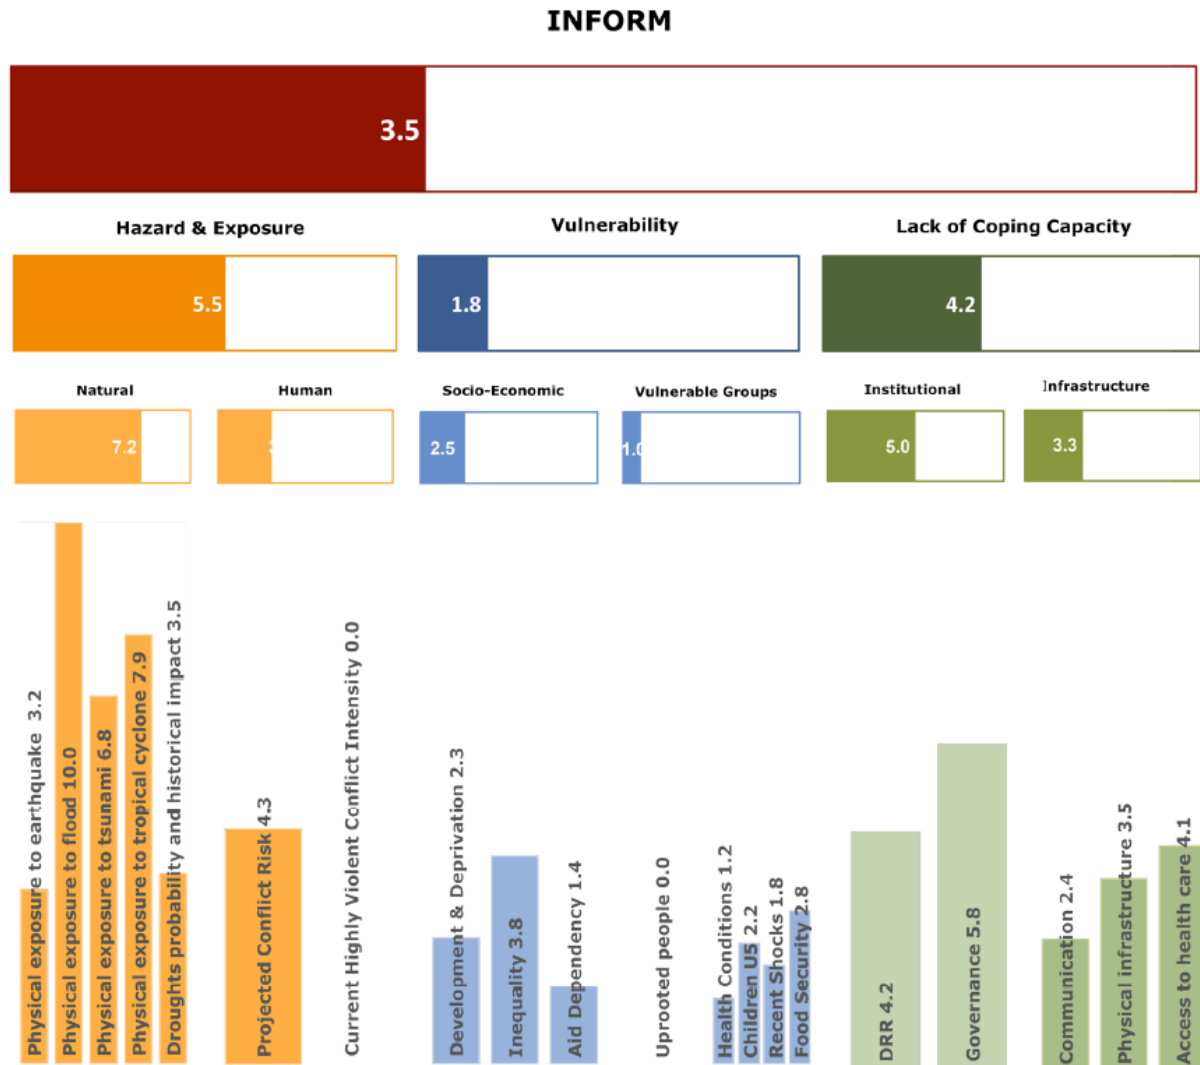 INFORM
3.5
Hazard & Exposure
Vulnerability
Lack of Coping Capacity
5.5
1.8
4.2
Natural
Human
Socio-Economic
Vulnerable Groups
Institutional
Infrastructure
7.2
2.5
1.0
5.0
3.3
Physical exposure to earthquake 3.2
Physical exposure to flood 10.0
Physical exposure to tsunami 6.8
Physical exposure to tropical cyclone 7.9
Droughts probability and historical impact 3.5
Projected Conflict Risk 4.3
Current Highly Violent Conflict Intensity 0.0
Development & Deprivation 2.3
Inequality 3.8
Aid Dependency 1.4
Uprooted people 0.0
Health Conditions 1.2
Children U5 2.2
Recent Shocks 1.8
Food Security 2.8
DRR 4.2
Governance 5.8
Communication 2.4
Physical infrastructure 3.5
Access to health care 4.1